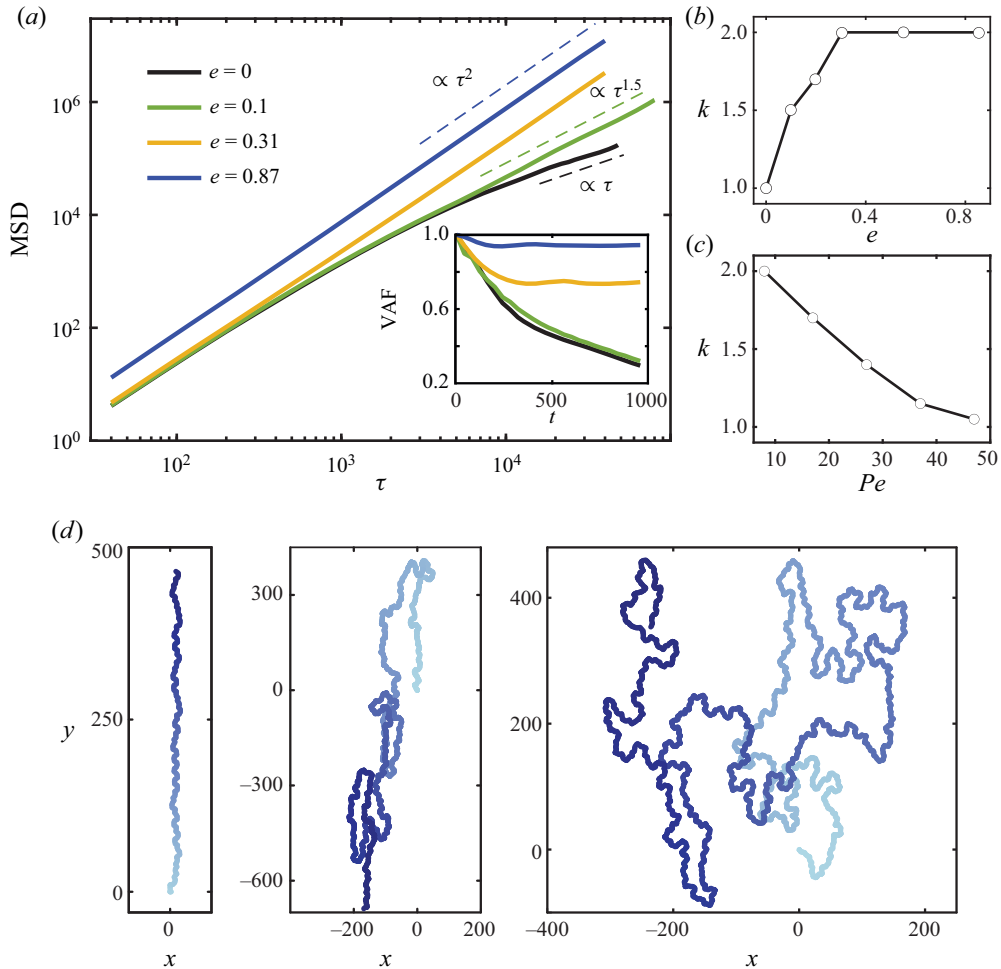 (a)
MSD
10^6
10^4
10^2
10^0
10^2
10^3
10^4
τ
e = 0
e = 0.1
e = 0.31
e = 0.87
∝ τ^2
∝ τ^1.5
∝ τ
VAF
1.0
0.6
0.2
0
500
1000
t
(b)
k
2.0
1.5
1.0
0
0.4
0.8
e
(c)
k
2.0
1.5
1.0
10
20
30
40
50
Pe
(d)
y
500
250
0
0
x
300
0
−300
−600
−200
0
200
x
400
200
0
−400
−200
0
200
x